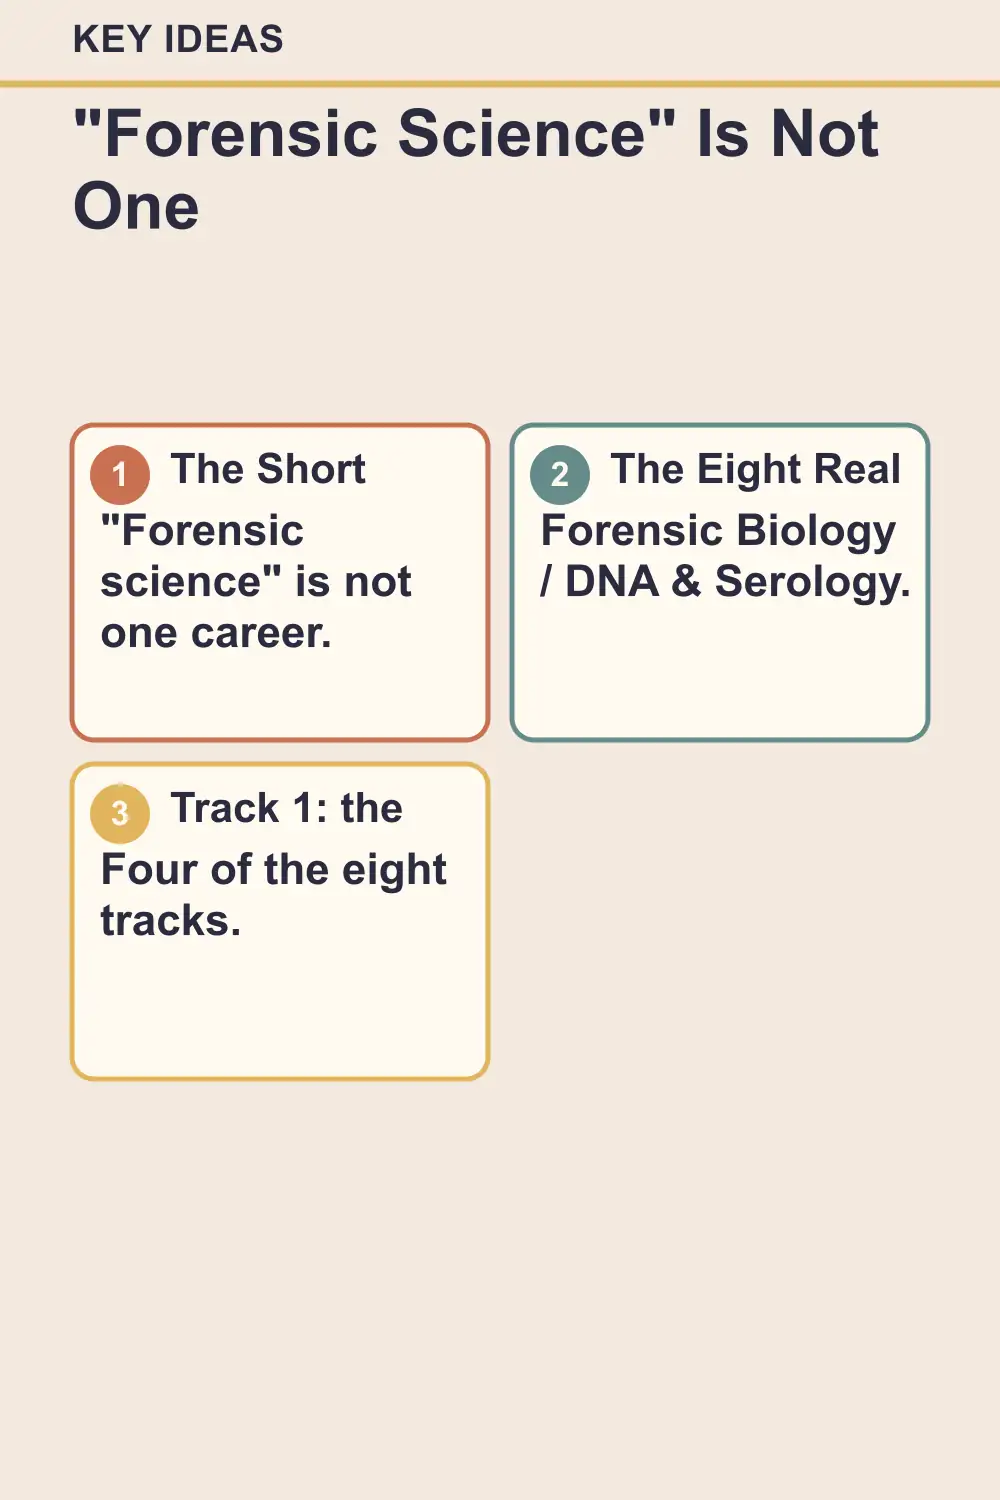 KEY IDEAS
"Forensic Science" Is Not
One
1 The Short
"Forensic
science" is not
one career.
2 The Eight Real
Forensic Biology
/ DNA & Serology.
3 Track 1: the
Four of the eight
tracks.